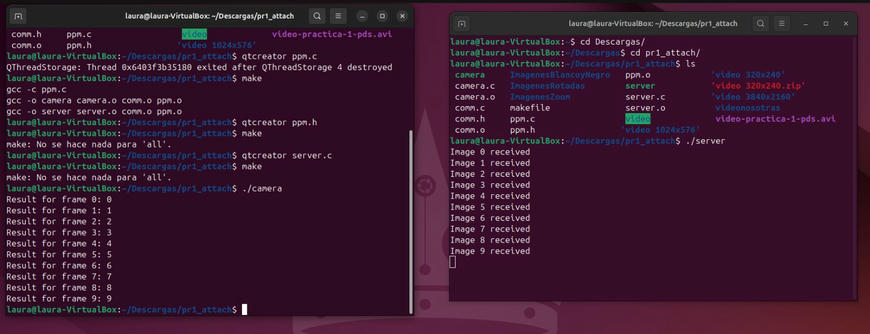 laura@laura-VirtualBox: ~/Descargas/pr1_attach
comm.h ppm.c video video-practica-1-pds.avi
comm.o ppm.h 'video 1024x576'
laura@laura-VirtualBox:~/Descargas/pr1_attach$ qtcreator ppm.c
QThreadStorage: Thread 0x6403f3b35180 exited after QThreadStorage 4 destroyed
laura@laura-VirtualBox:~/Descargas/pr1_attach$ make
gcc -c ppm.c
gcc -o camera camera.o comm.o ppm.o
gcc -o server server.o comm.o ppm.o
laura@laura-VirtualBox:~/Descargas/pr1_attach$ qtcreator ppm.h
laura@laura-VirtualBox:~/Descargas/pr1_attach$ make
make: No se hace nada para 'all'.
laura@laura-VirtualBox:~/Descargas/pr1_attach$ qtcreator server.c
laura@laura-VirtualBox:~/Descargas/pr1_attach$ make
make: No se hace nada para 'all'.
laura@laura-VirtualBox:~/Descargas/pr1_attach$ ./camera
Result for frame 0: 0
Result for frame 1: 1
Result for frame 2: 2
Result for frame 3: 3
Result for frame 4: 4
Result for frame 5: 5
Result for frame 6: 6
Result for frame 7: 7
Result for frame 8: 8
Result for frame 9: 9
laura@laura-VirtualBox:~/Descargas/pr1_attach$
laura@laura-VirtualBox: ~/Descargas/pr1_attach
laura@laura-VirtualBox:~$ cd Descargas/
laura@laura-VirtualBox:~/Descargas$ cd pr1_attach/
laura@laura-VirtualBox:~/Descargas/pr1_attach$ ls
camera ImagenesBlancoyNegro ppm.o 'video 320x240'
camera.c ImagenesRotadas server 'video 320x240.zip'
camera.o ImagenesZoom server.c 'video 3840x2160'
comm.c makefile server.o videonosotras
comm.h ppm.c video video-practica-1-pds.avi
comm.o ppm.h 'video 1024x576'
laura@laura-VirtualBox:~/Descargas/pr1_attach$ ./server
Image 0 received
Image 1 received
Image 2 received
Image 3 received
Image 4 received
Image 5 received
Image 6 received
Image 7 received
Image 8 received
Image 9 received